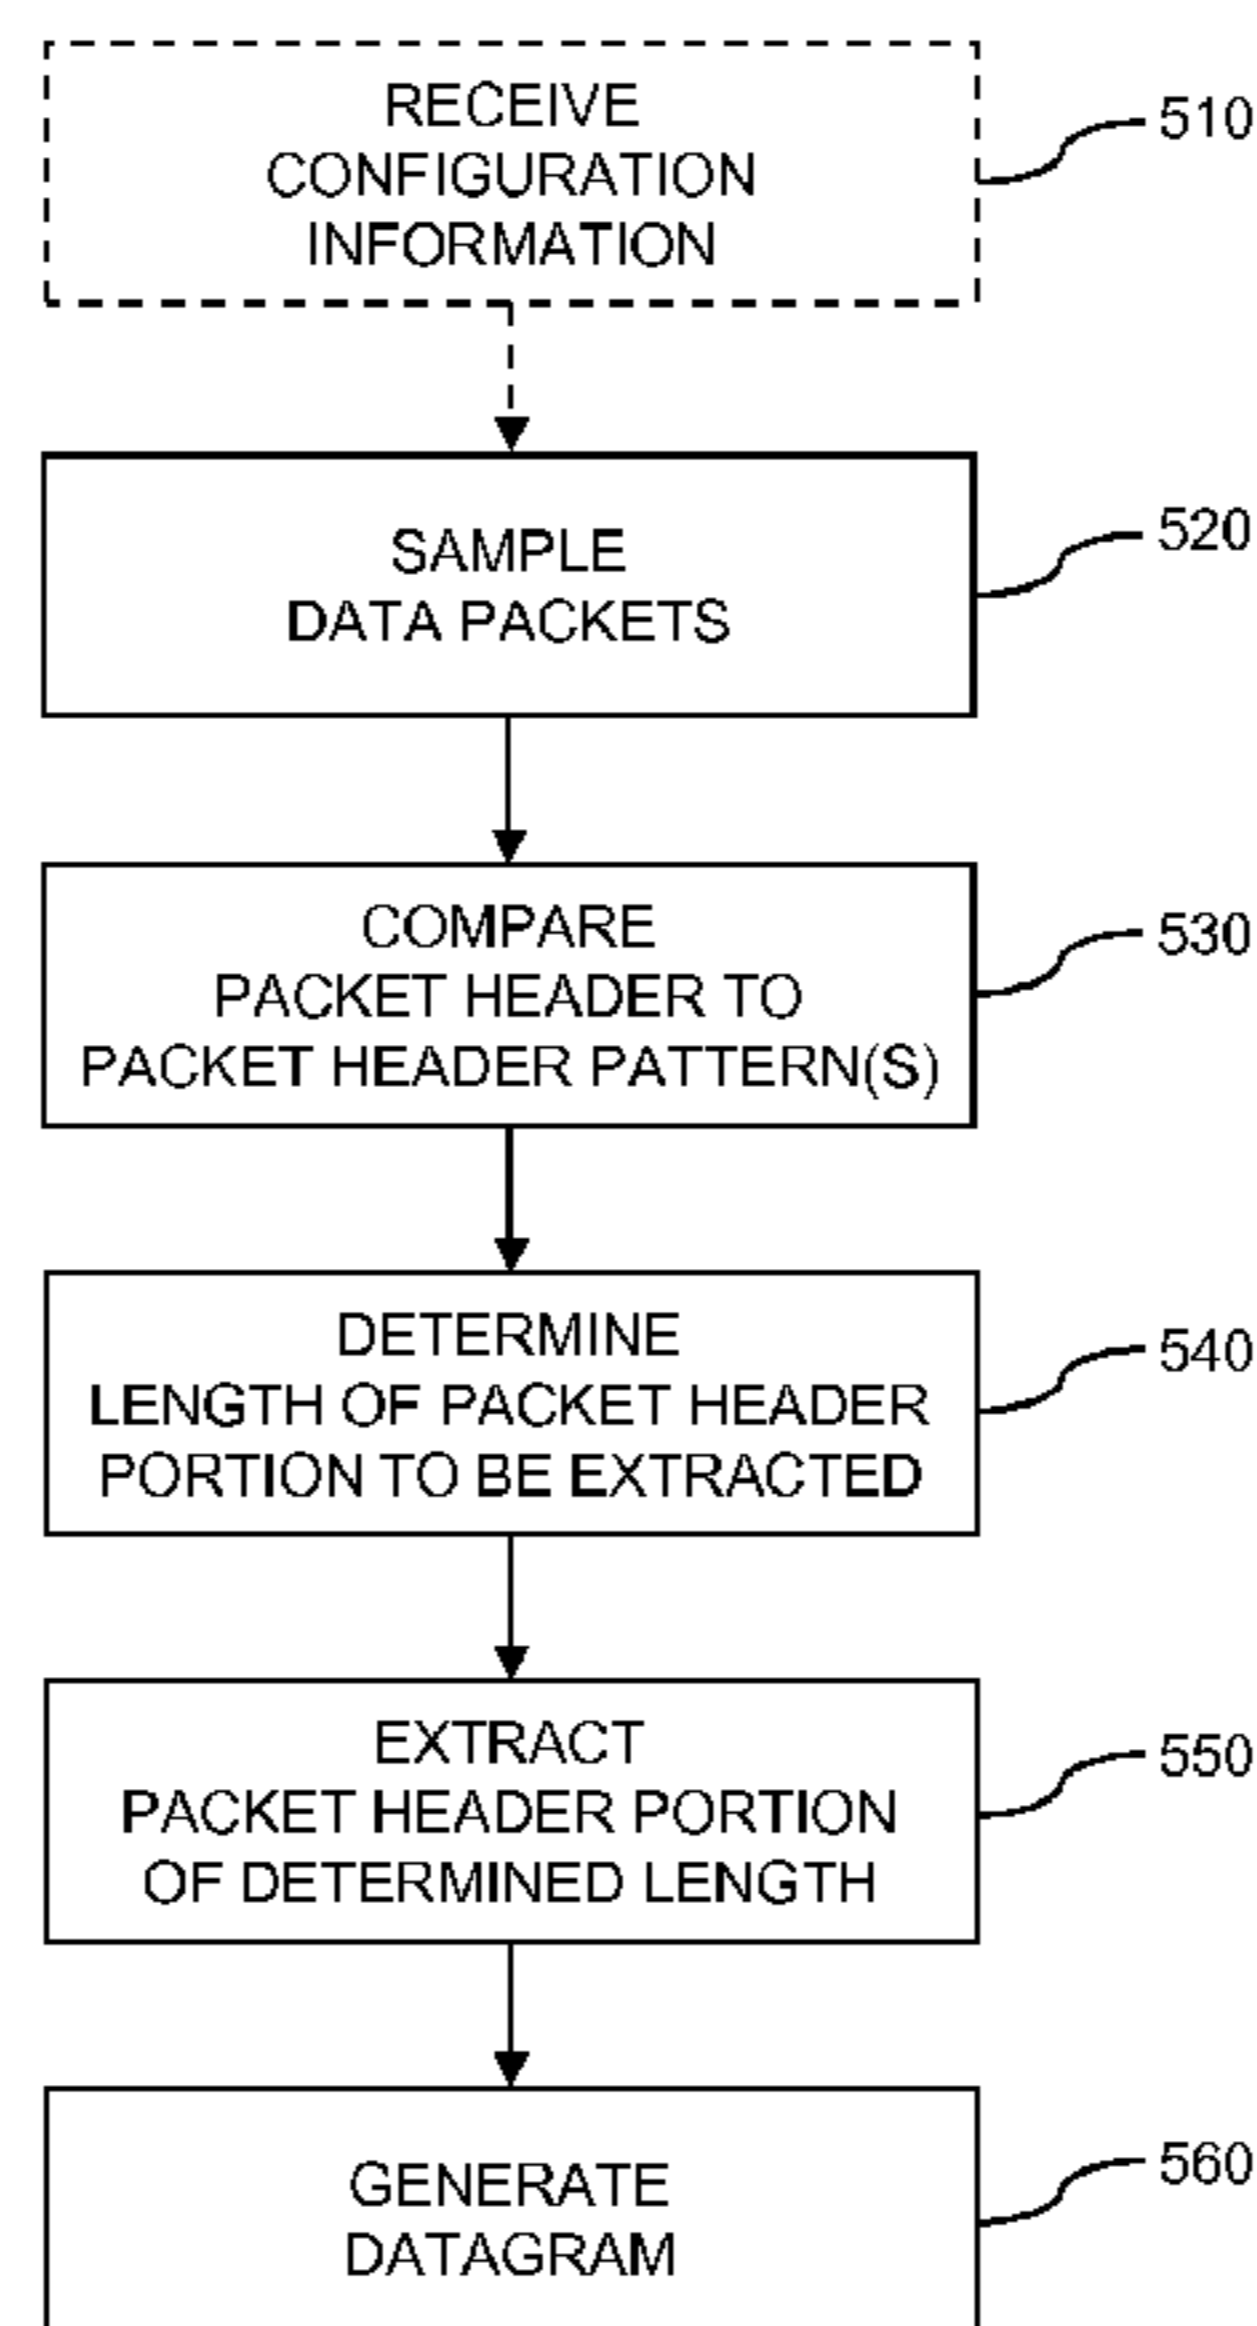 RECEIVE
CONFIGURATION
INFORMATION
510
SAMPLE
DATA PACKETS
520
COMPARE
PACKET HEADER TO
PACKET HEADER PATTERN(S)
530
DETERMINE
LENGTH OF PACKET HEADER
PORTION TO BE EXTRACTED
540
EXTRACT
PACKET HEADER PORTION
OF DETERMINED LENGTH
550
GENERATE
DATAGRAM
560